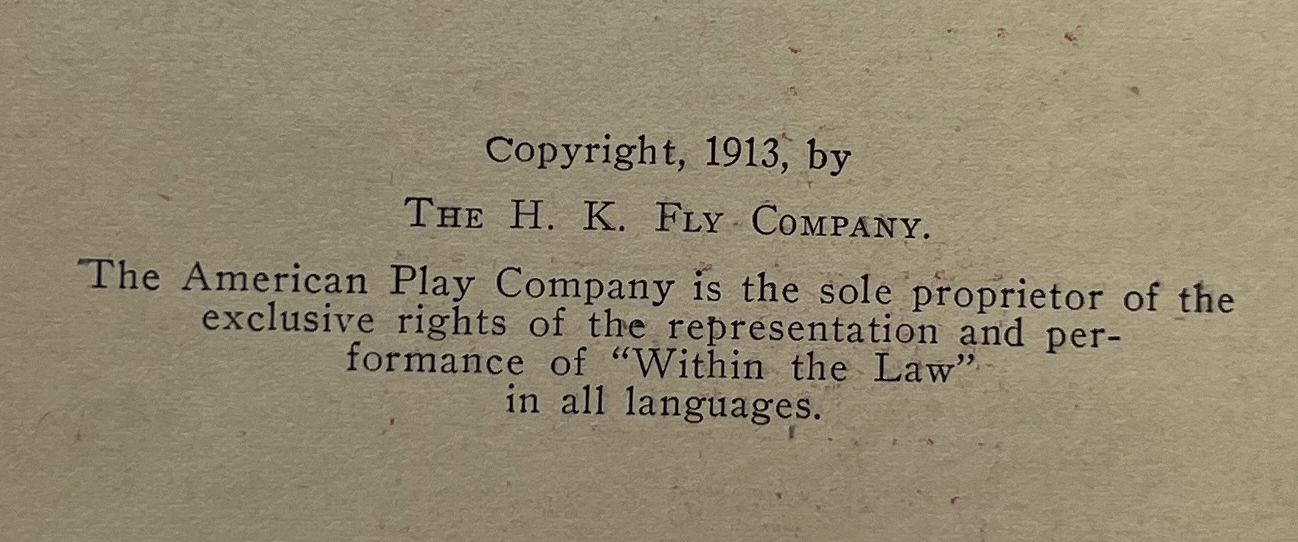 Copyright, 1913, by
THE H. K. FLY COMPANY.
The American Play Company is the sole proprietor of the
exclusive rights of the representation and per-
formance of “Within the Law”
in all languages.